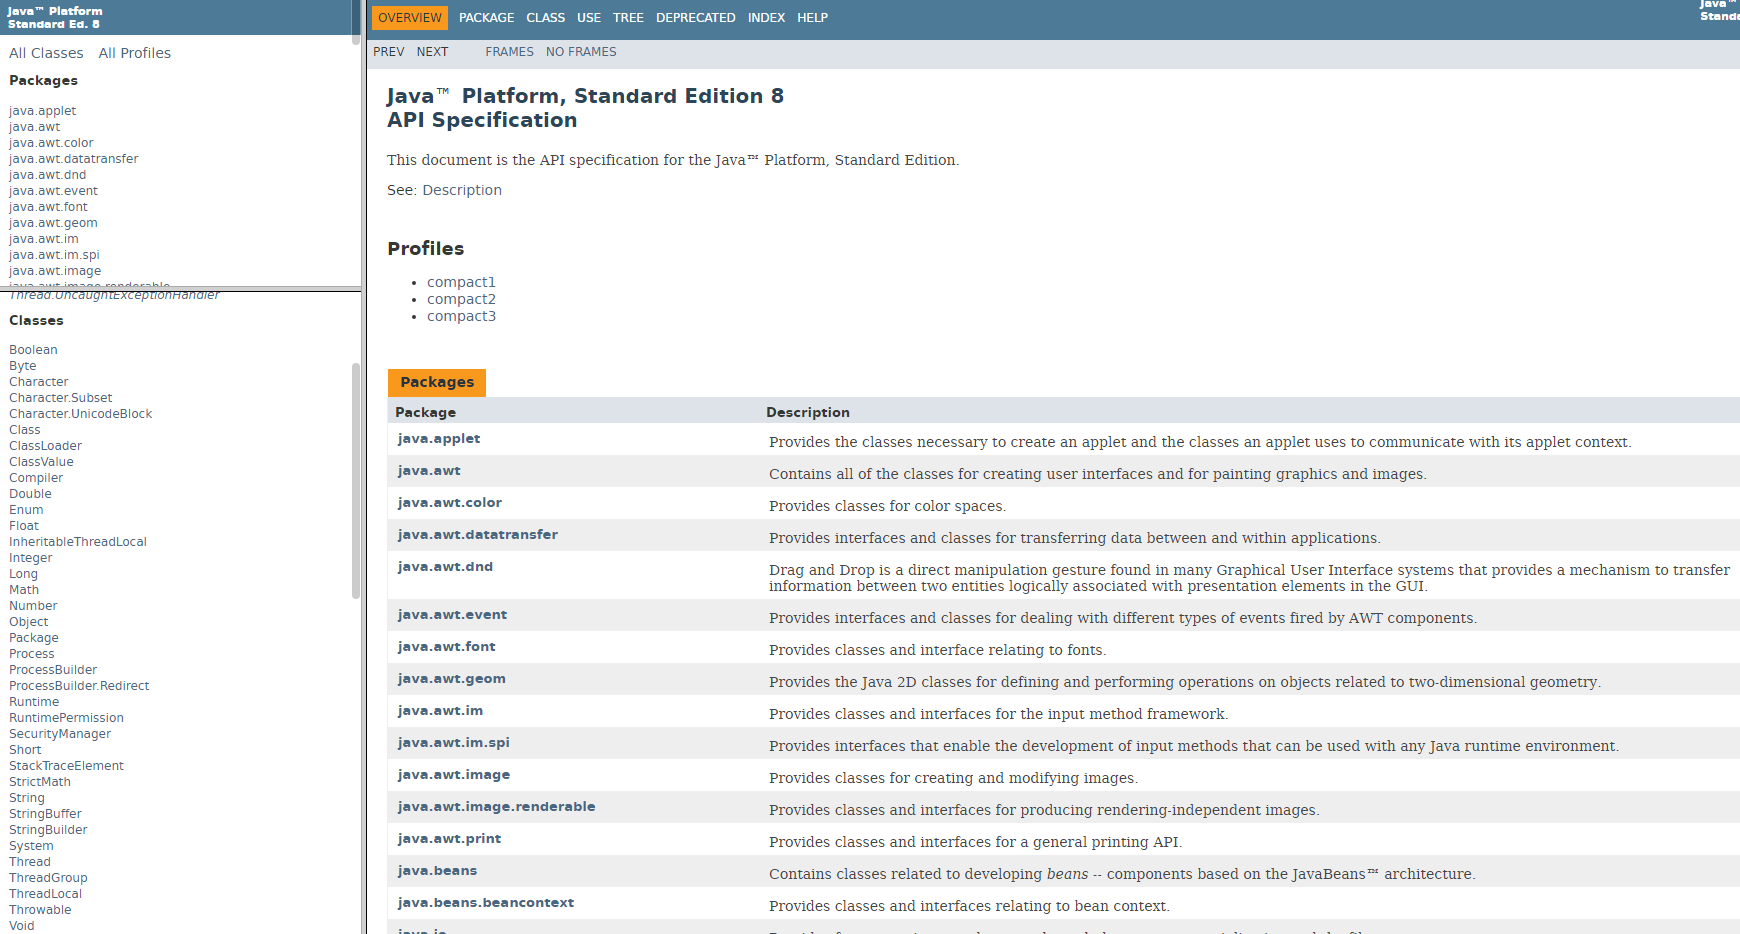 Java™ Platform
Standard Ed. 8
All Classes All Profiles
Packages
java.applet
java.awt
java.awt.color
java.awt.datatransfer
java.awt.dnd
java.awt.event
java.awt.font
java.awt.geom
java.awt.im
java.awt.im.spi
java.awt.image
java.awt.image.renderable
Thread.UncaughtExceptionHandler
Classes
Boolean
Byte
Character
Character.Subset
Character.UnicodeBlock
Class
ClassLoader
ClassValue
Compiler
Double
Enum
Float
InheritableThreadLocal
Integer
Long
Math
Number
Object
Package
Process
ProcessBuilder
ProcessBuilder.Redirect
Runtime
RuntimePermission
SecurityManager
Short
StackTraceElement
StrictMath
String
StringBuffer
StringBuilder
System
Thread
ThreadGroup
ThreadLocal
Throwable
Void
OVERVIEW PACKAGE CLASS USE TREE DEPRECATED INDEX HELP
Java™
PREV NEXT FRAMES NO FRAMES
Java™ Platform, Standard Edition 8
API Specification
This document is the API specification for the Java™ Platform, Standard Edition.
See: Description
Profiles
• compact1
• compact2
• compact3
Packages
Package Description
java.applet Provides the classes necessary to create an applet and the classes an applet uses to communicate with its applet context.
java.awt Contains all of the classes for creating user interfaces and for painting graphics and images.
java.awt.color Provides classes for color spaces.
java.awt.datatransfer Provides interfaces and classes for transferring data between and within applications.
java.awt.dnd Drag and Drop is a direct manipulation gesture found in many Graphical User Interface systems that provides a mechanism to transfer
information between two entities logically associated with presentation elements in the GUI.
java.awt.event Provides interfaces and classes for dealing with different types of events fired by AWT components.
java.awt.font Provides classes and interface relating to fonts.
java.awt.geom Provides the Java 2D classes for defining and performing operations on objects related to two-dimensional geometry.
java.awt.im Provides classes and interfaces for the input method framework.
java.awt.im.spi Provides interfaces that enable the development of input methods that can be used with any Java runtime environment.
java.awt.image Provides classes for creating and modifying images.
java.awt.image.renderable Provides classes and interfaces for producing rendering-independent images.
java.awt.print Provides classes and interfaces for a general printing API.
java.beans Contains classes related to developing beans -- components based on the JavaBeans™ architecture.
java.beans.beancontext Provides classes and interfaces relating to bean context.
java.io